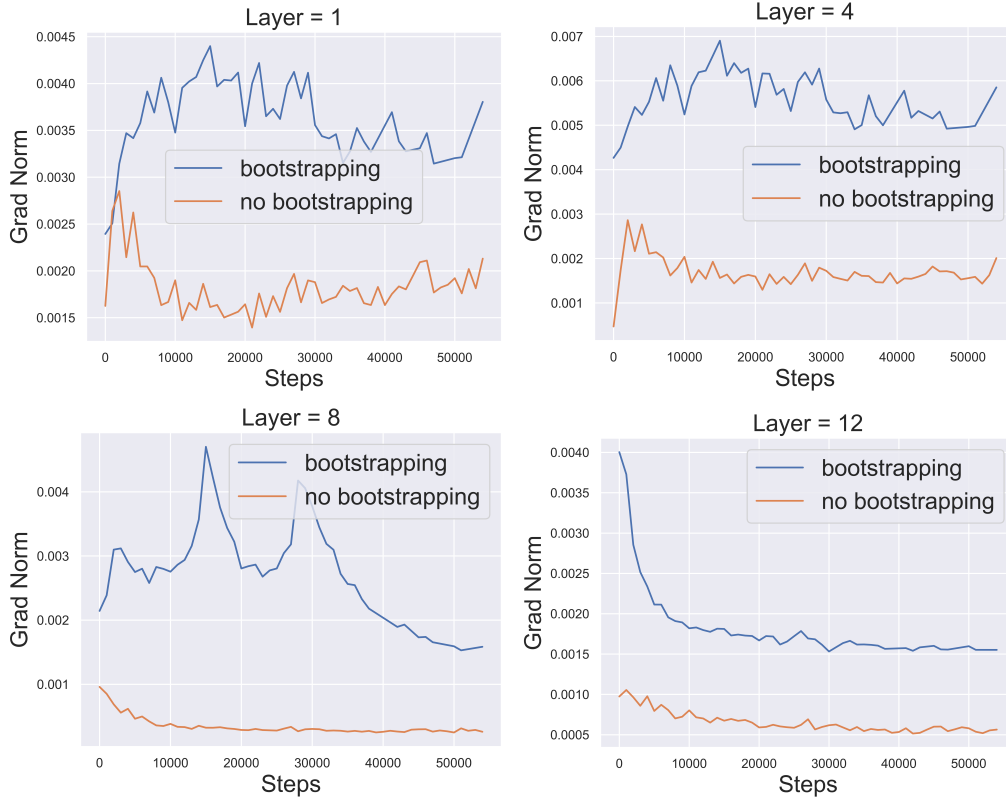 Layer = 1
0.0045
0.0040
0.0035
0.0030
0.0025
0.0020
0.0015
Grad Norm
bootstrapping
no bootstrapping
0 10000 20000 30000 40000 50000
Steps
Layer = 4
0.007
0.006
0.005
0.004
0.003
0.002
0.001
Grad Norm
bootstrapping
no bootstrapping
0 10000 20000 30000 40000 50000
Steps
Layer = 8
0.004
0.003
0.002
0.001
Grad Norm
bootstrapping
no bootstrapping
0 10000 20000 30000 40000 50000
Steps
Layer = 12
0.0040
0.0035
0.0030
0.0025
0.0020
0.0015
0.0010
0.0005
Grad Norm
bootstrapping
no bootstrapping
0 10000 20000 30000 40000 50000
Steps